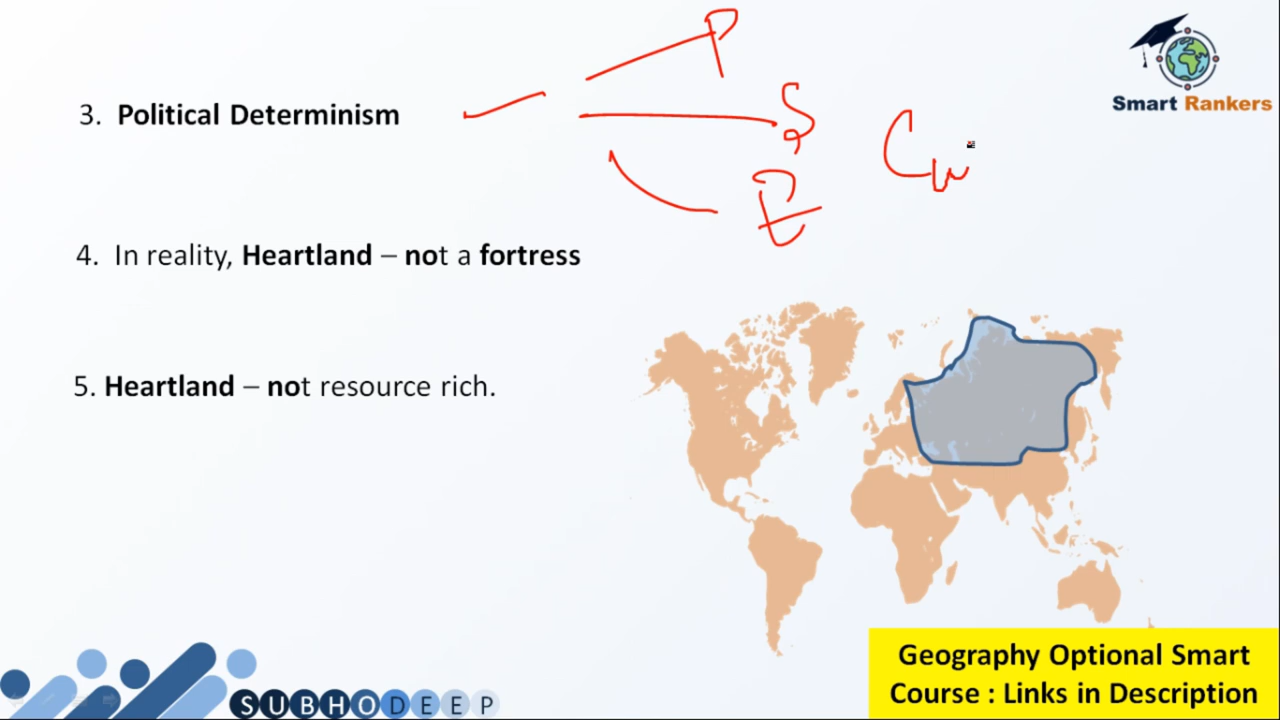 P
Smart Rankers
3. Political Determinism
S
Cu
E
4. In reality, Heartland – not a fortress
5. Heartland – not resource rich.
Geography Optional Smart
Course : Links in Description
SUBHODEEP